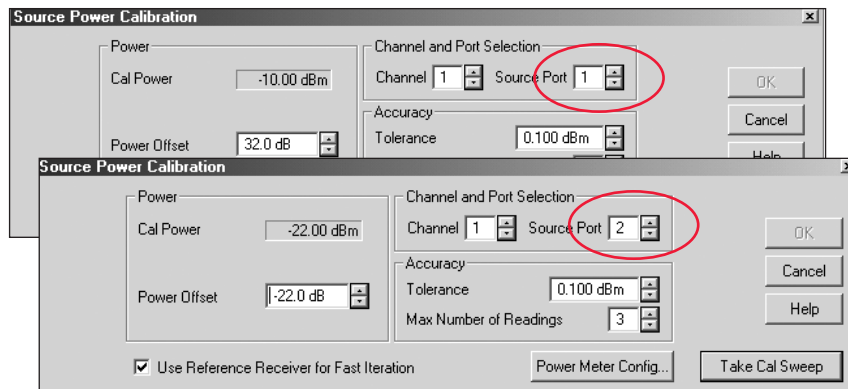 Source Power Calibration
Power
Channel and Port Selection
Cal Power -10.00 dBm
Channel 1 Source Port 1
OK
Accuracy
Cancel
Power Offset 32.0 dB
Tolerance 0.100 dBm
Source Power Calibration
Power
Channel and Port Selection
Cal Power -22.00 dBm
Channel 1 Source Port 2
OK
Accuracy
Cancel
Power Offset -22.0 dB
Tolerance 0.100 dBm
Help
Max Number of Readings 3
Use Reference Receiver for Fast Iteration
Power Meter Config...
Take Cal Sweep